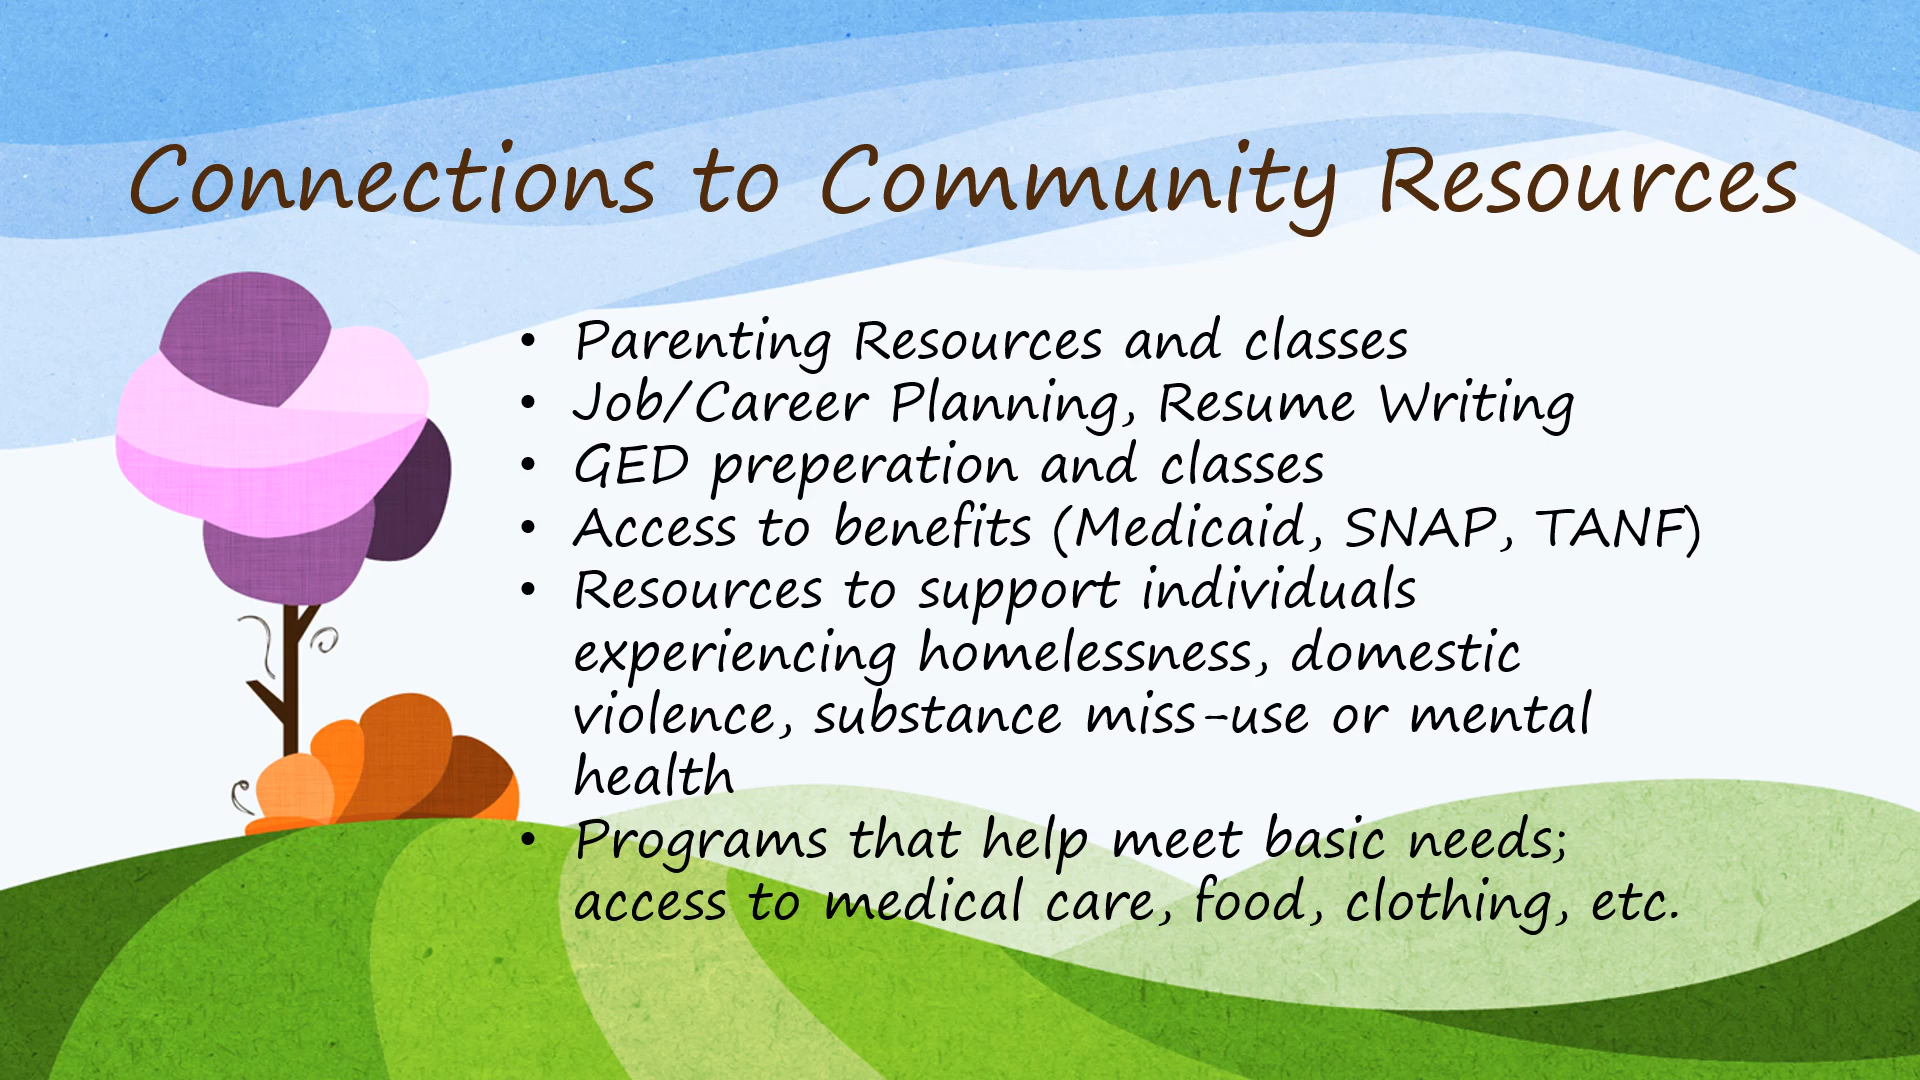 Connections to Community Resources
• Parenting Resources and classes
• Job/Career Planning, Resume Writing
• GED preperation and classes
• Access to benefits (Medicaid, SNAP, TANF)
• Resources to support individuals
experiencing homelessness, domestic
violence, substance miss-use or mental
health
• Programs that help meet basic needs;
access to medical care, food, clothing, etc.